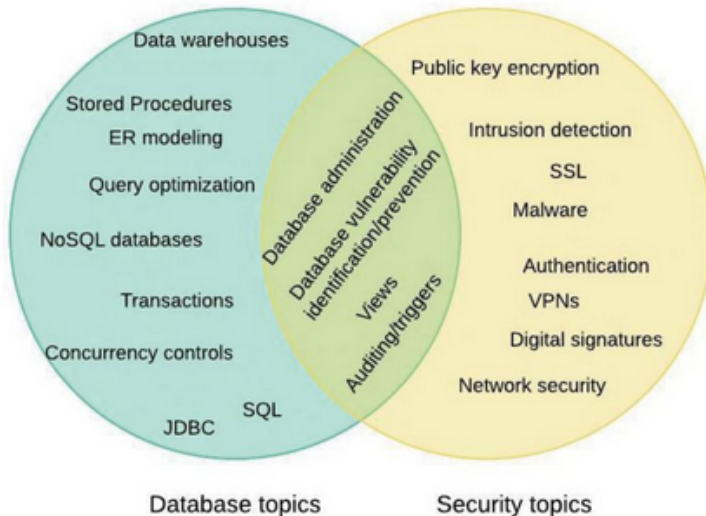 Data warehouses
Stored Procedures
ER modeling
Query optimization
NoSQL databases
Transactions
Concurrency controls
SQL
JDBC
Database administration
Database vulnerability
identification/prevention
Views
Auditing/triggers
Public key encryption
Intrusion detection
SSL
Malware
Authentication
VPNs
Digital signatures
Network security
Database topics
Security topics